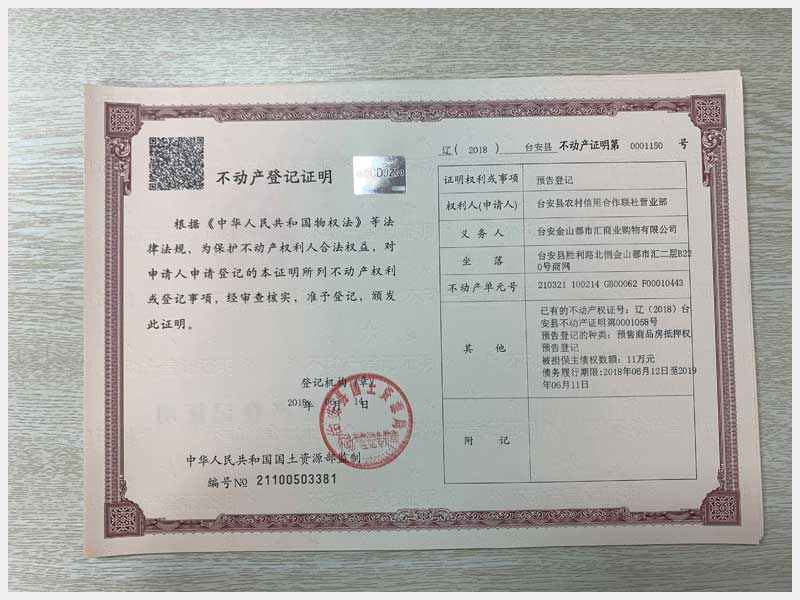 不动产登记证明
根据《中华人民共和国物权法》等法
律法规，为保护不动产权利人合法权益，对
申请人申请登记的本证明所列不动产权利
或登记事项，经审查核实，准予登记，颁发
此证明。
登记机构（章）
2018年 06月 14日
中华人民共和国国土资源部监制
编号№ 21100503381
辽（ 2018 ） 台安县 不动产证明第 0001150 号
证明权利或事项 预告登记
权利人(申请人) 台安县农村信用合作联社营业部
义务人 台安金山都市汇商业购物有限公司
坐落 台安县胜利路北侧金山都市汇二层B22
0号商网
不动产单元号 210321 100214 GB00062 F00010443
其他
已有的不动产权证号：辽（2018）台
安县不动产证明第0001058号
预告登记的种类：预售商品房抵押权
预告登记
被担保主债权数额：11万元
债务履行期限:2018年06月12日至2019
年06月11日
附记